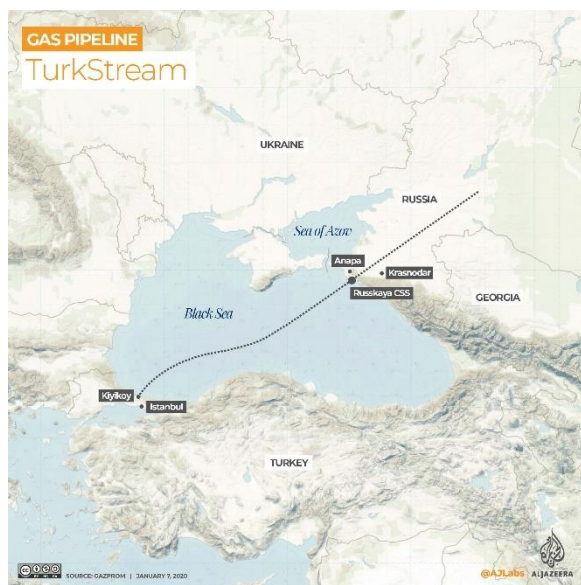 GAS PIPELINE
TurkStream
UKRAINE
RUSSIA
Sea of Azov
Anapa
Krasnodar
Russkaya CSS
GEORGIA
Black Sea
Kiyikoy
Istanbul
TURKEY
SOURCE: GAZPROM | JANUARY 7, 2020
@AJLabs
ALJAZEERA